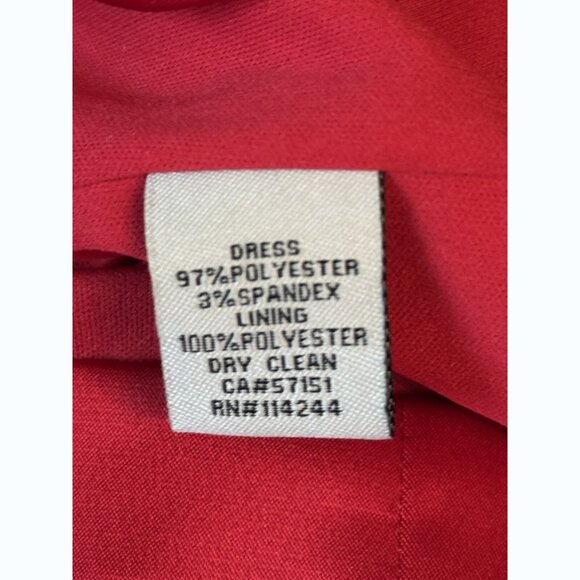 DRESS
97%POLYESTER
3%SPANDEX
LINING
100%POLYESTER
DRY CLEAN
CA#57151
RN#114244